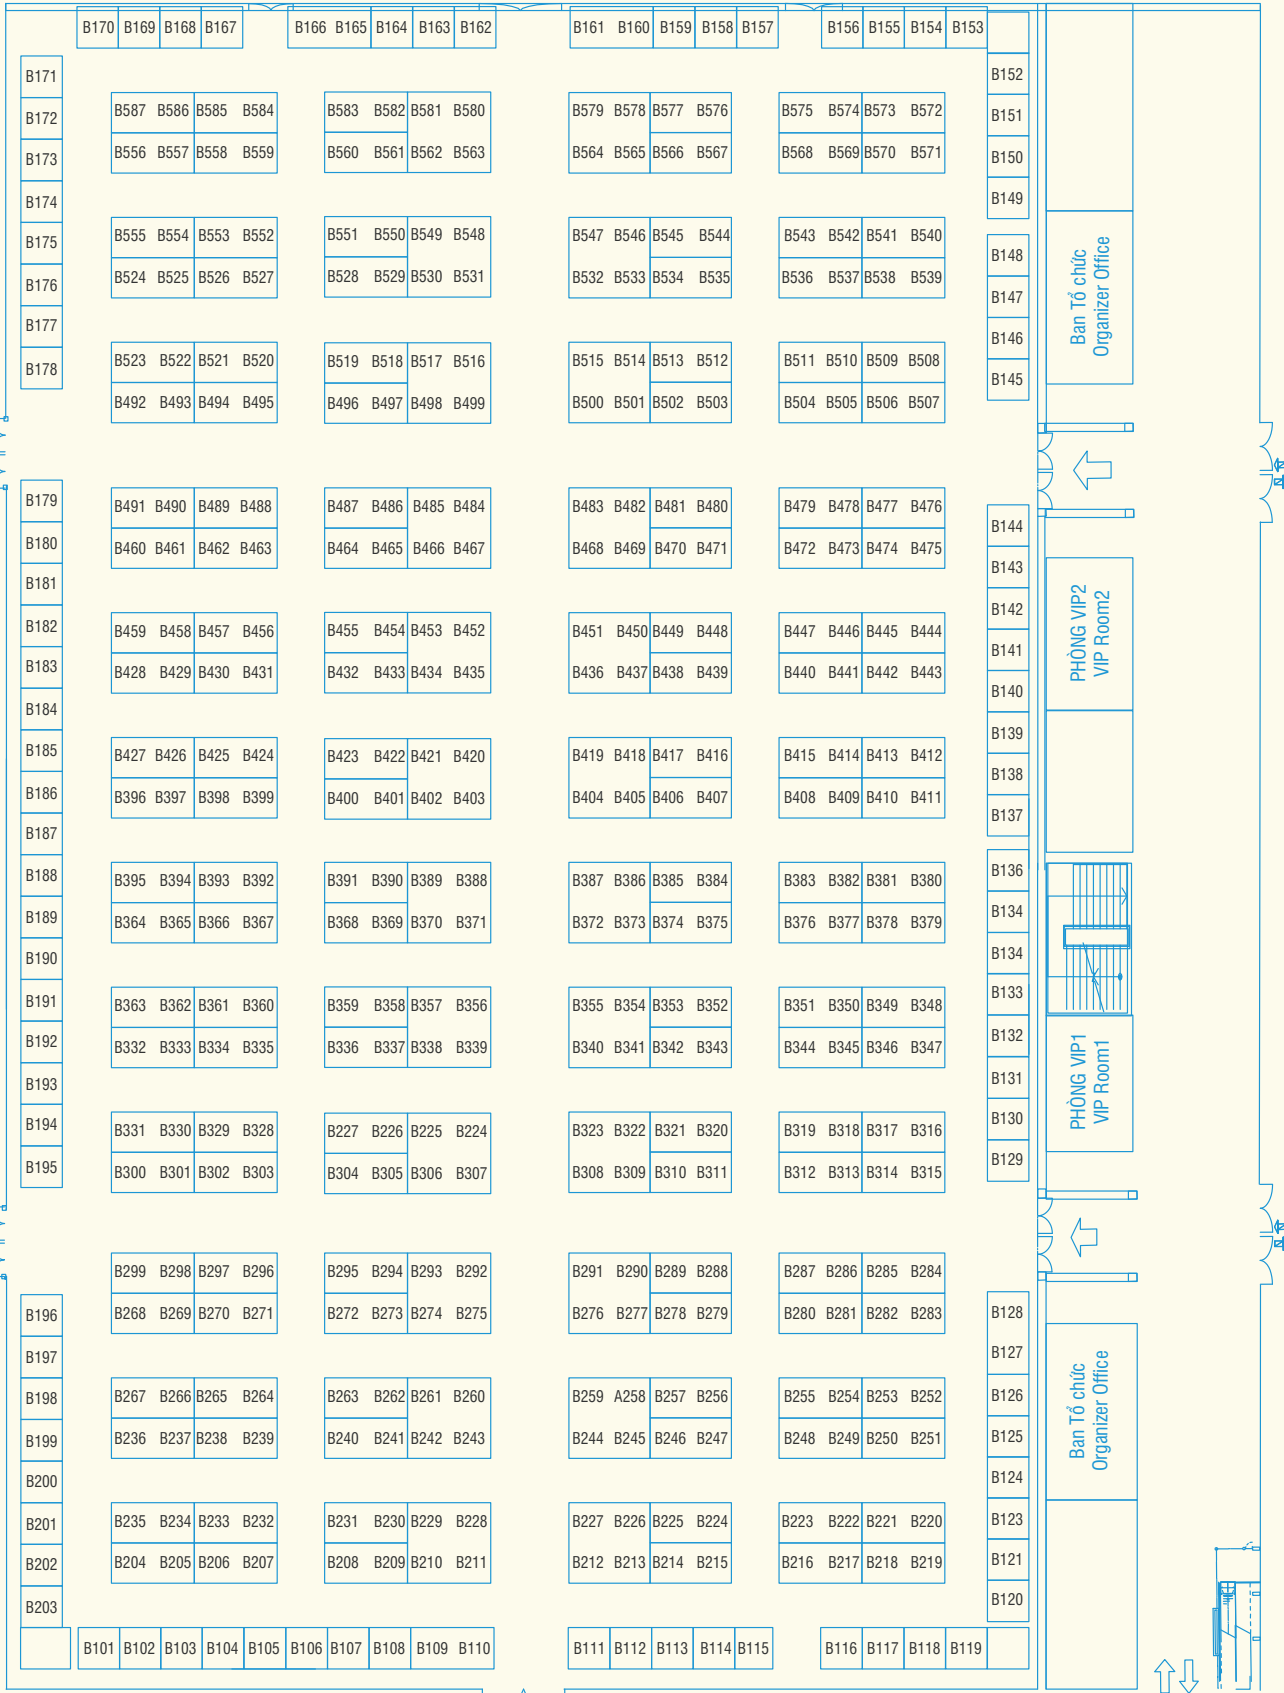 B170 B169 B168 B167 B166 B165 B164 B163 B162 B161 B160 B159 B158 B157 B156 B155 B154 B153
B171
B172
B173
B174
B175
B176
B177
B178
B179
B180
B181
B182
B183
B184
B185
B186
B187
B188
B189
B190
B191
B192
B193
B194
B195
B196
B197
B198
B199
B200
B201
B202
B203
B587 B586 B585 B584 B583 B582 B581 B580 B579 B578 B577 B576 B575 B574 B573 B572
B556 B557 B558 B559 B560 B561 B562 B563 B564 B565 B566 B567 B568 B569 B570 B571
B555 B554 B553 B552 B551 B550 B549 B548 B547 B546 B545 B544 B543 B542 B541 B540
B524 B525 B526 B527 B528 B529 B530 B531 B532 B533 B534 B535 B536 B537 B538 B539
B523 B522 B521 B520 B519 B518 B517 B516 B515 B514 B513 B512 B511 B510 B509 B508
B492 B493 B494 B495 B496 B497 B498 B499 B500 B501 B502 B503 B504 B505 B506 B507
B491 B490 B489 B488 B487 B486 B485 B484 B483 B482 B481 B480 B479 B478 B477 B476
B460 B461 B462 B463 B464 B465 B466 B467 B468 B469 B470 B471 B472 B473 B474 B475
B459 B458 B457 B456 B455 B454 B453 B452 B451 B450 B449 B448 B447 B446 B445 B444
B428 B429 B430 B431 B432 B433 B434 B435 B436 B437 B438 B439 B440 B441 B442 B443
B427 B426 B425 B424 B423 B422 B421 B420 B419 B418 B417 B416 B415 B414 B413 B412
B396 B397 B398 B399 B400 B401 B402 B403 B404 B405 B406 B407 B408 B409 B410 B411
B395 B394 B393 B392 B391 B390 B389 B388 B387 B386 B385 B384 B383 B382 B381 B380
B364 B365 B366 B367 B368 B369 B370 B371 B372 B373 B374 B375 B376 B377 B378 B379
B363 B362 B361 B360 B359 B358 B357 B356 B355 B354 B353 B352 B351 B350 B349 B348
B332 B333 B334 B335 B336 B337 B338 B339 B340 B341 B342 B343 B344 B345 B346 B347
B331 B330 B329 B328 B227 B226 B225 B224 B323 B322 B321 B320 B319 B318 B317 B316
B300 B301 B302 B303 B304 B305 B306 B307 B308 B309 B310 B311 B312 B313 B314 B315
B299 B298 B297 B296 B295 B294 B293 B292 B291 B290 B289 B288 B287 B286 B285 B284
B268 B269 B270 B271 B272 B273 B274 B275 B276 B277 B278 B279 B280 B281 B282 B283
B267 B266 B265 B264 B263 B262 B261 B260 B259 A258 B257 B256 B255 B254 B253 B252
B236 B237 B238 B239 B240 B241 B242 B243 B244 B245 B246 B247 B248 B249 B250 B251
B235 B234 B233 B232 B231 B230 B229 B228 B227 B226 B225 B224 B223 B222 B221 B220
B204 B205 B206 B207 B208 B209 B210 B211 B212 B213 B214 B215 B216 B217 B218 B219
B152
B151
B150
B149
B148
B147
B146
B145
B144
B143
B142
B141
B140
B139
B138
B137
B136
B134
B134
B133
B132
B131
B130
B129
B128
B127
B126
B125
B124
B123
B121
B120
Ban Tổ chức
Organizer Office
PHÒNG VIP2
VIP Room2
PHÒNG VIP1
VIP Room1
Ban Tổ chức
Organizer Office
B101 B102 B103 B104 B105 B106 B107 B108 B109 B110 B111 B112 B113 B114 B115 B116 B117 B118 B119